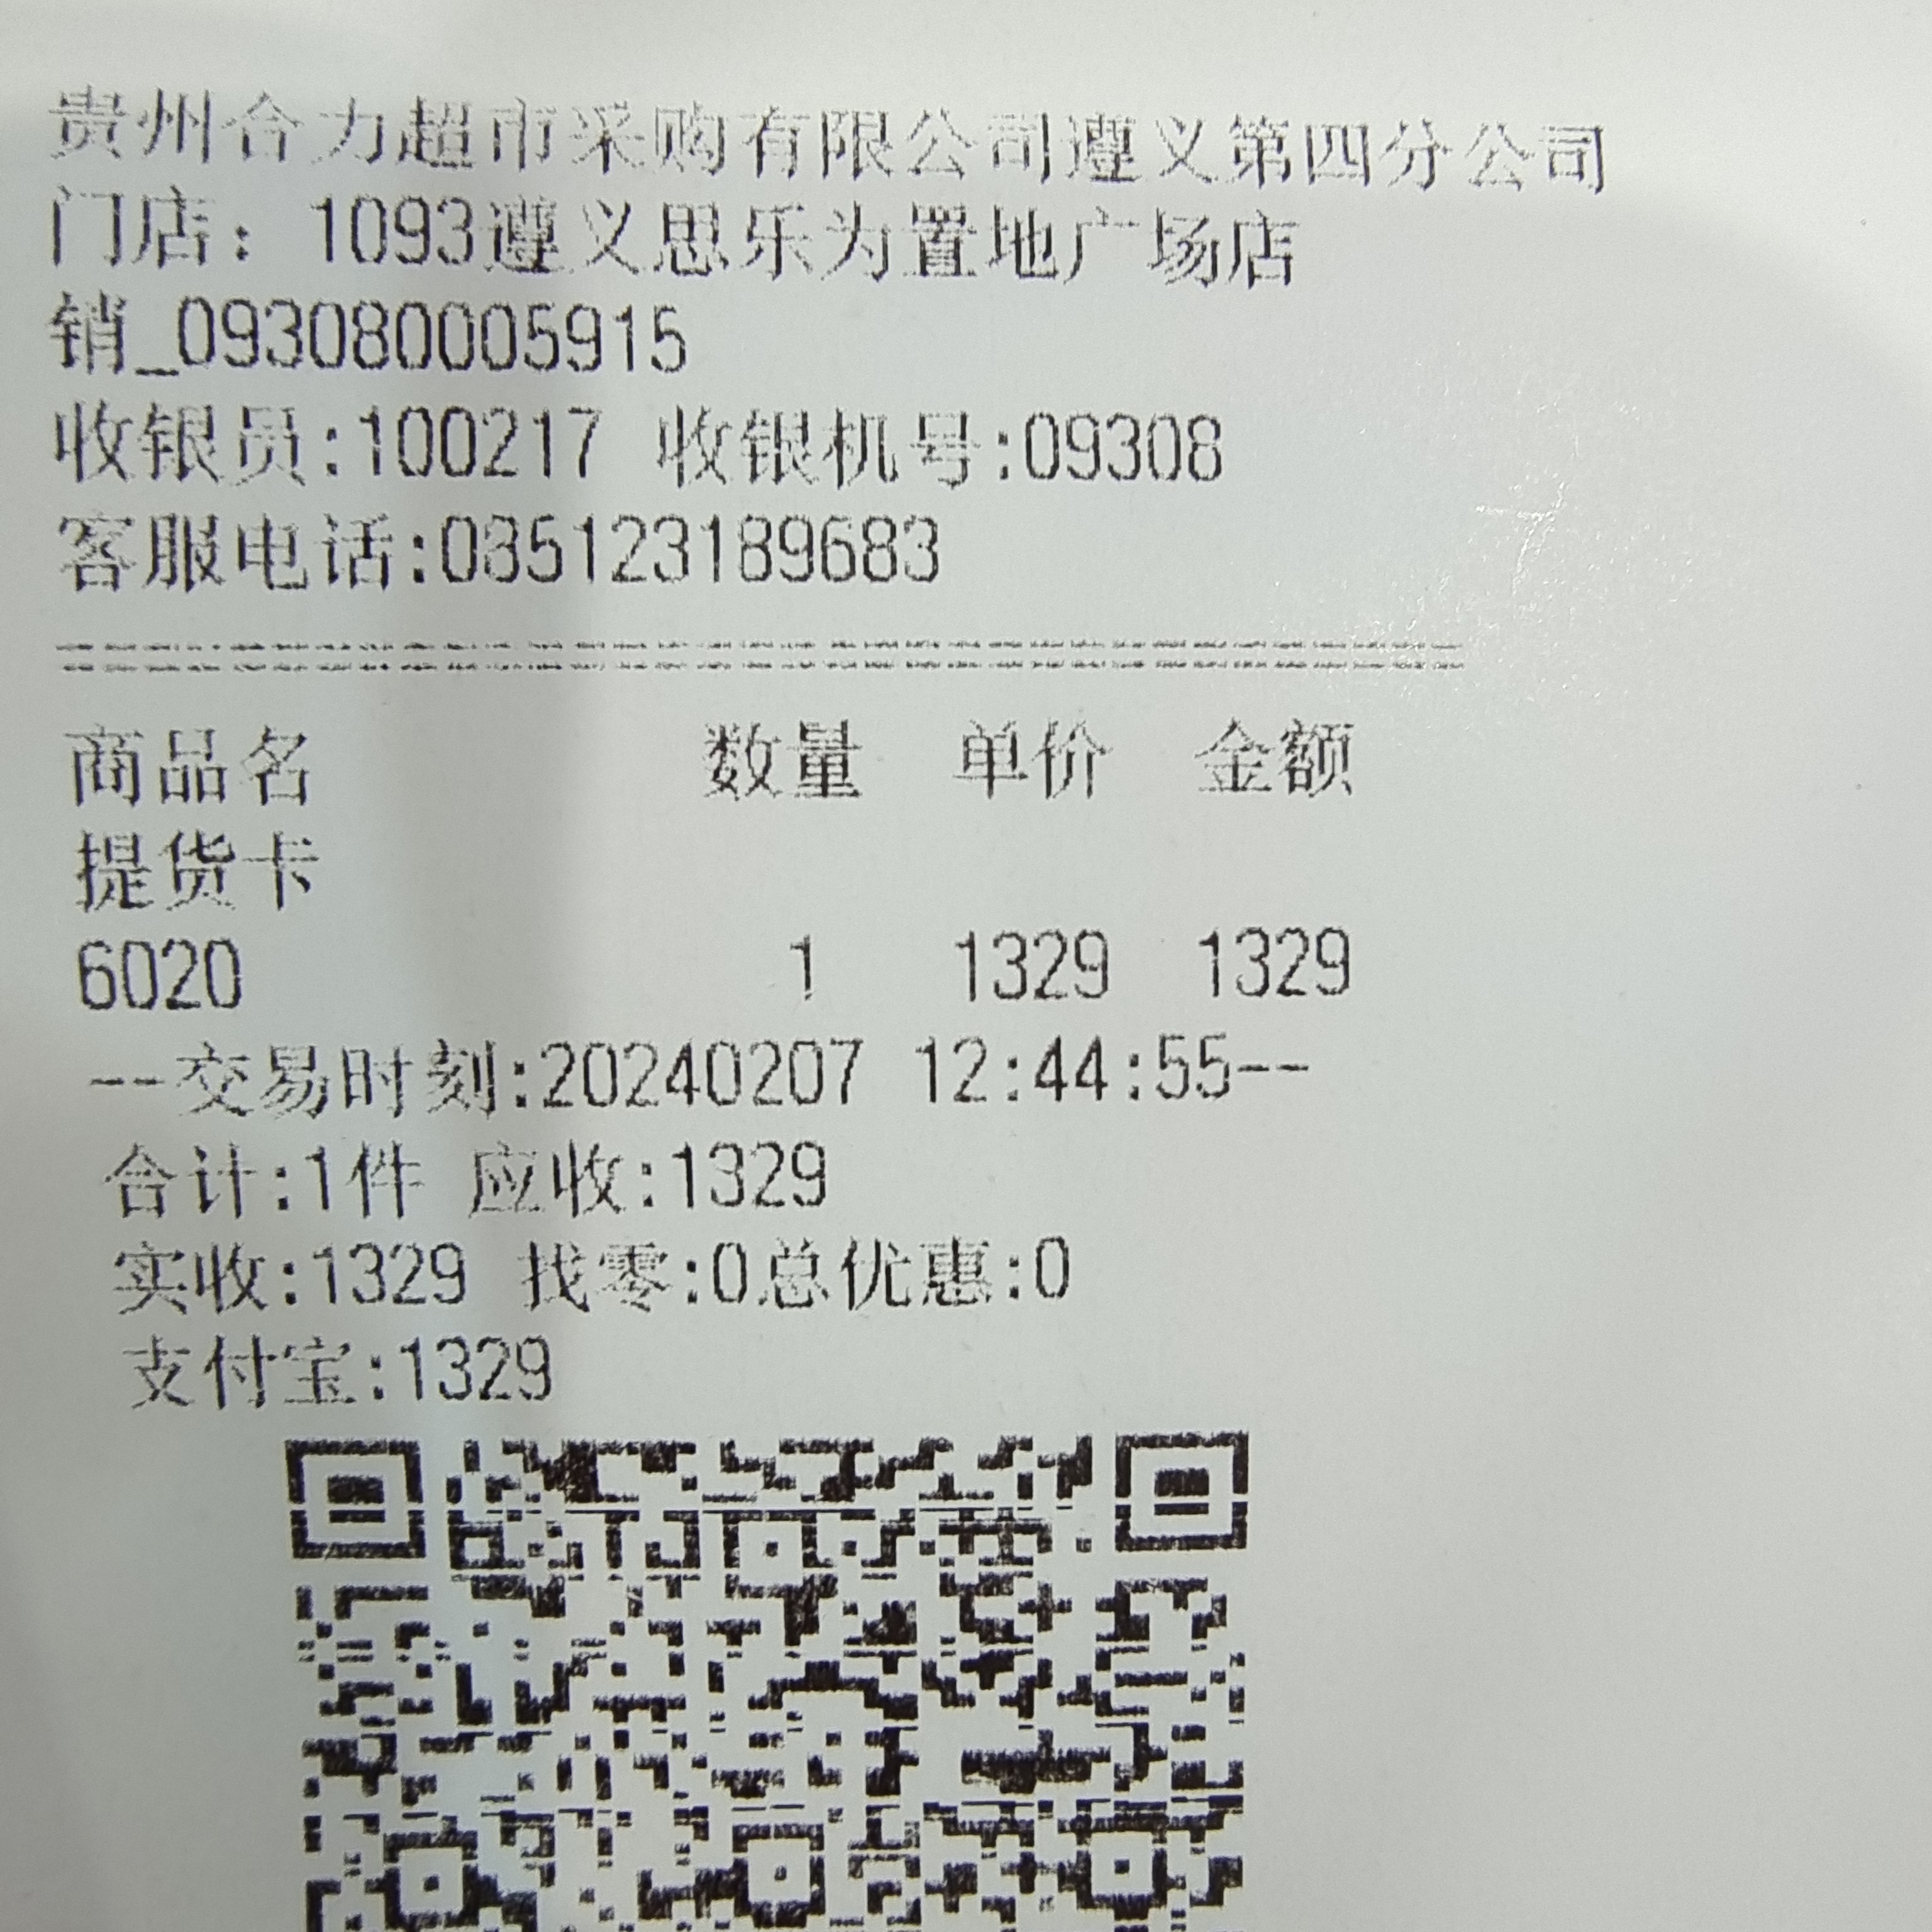 贵州合力超市采购有限公司遵义第四分公司
门店：1093遵义思乐为置地广场店
销_093080005915
收银员:100217 收银机号:09308
客服电话:085123189683
商品名 数量 单价 金额
提货卡
6020 1 1329 1329
--交易时刻:20240207 12:44:55--
合计:1件 应收:1329
实收:1329 找零:0总优惠:0
支付宝:1329